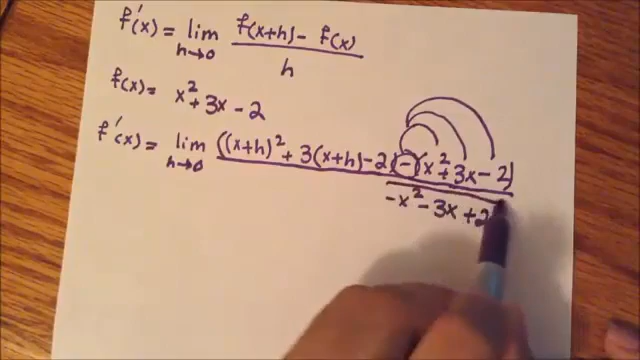 f'(x) = lim h→0 f(x+h) - f(x) / h
f(x) = x² + 3x - 2
f'(x) = lim h→0 ((x+h)² + 3(x+h) - 2) - (x² + 3x - 2)
-x² - 3x + 2